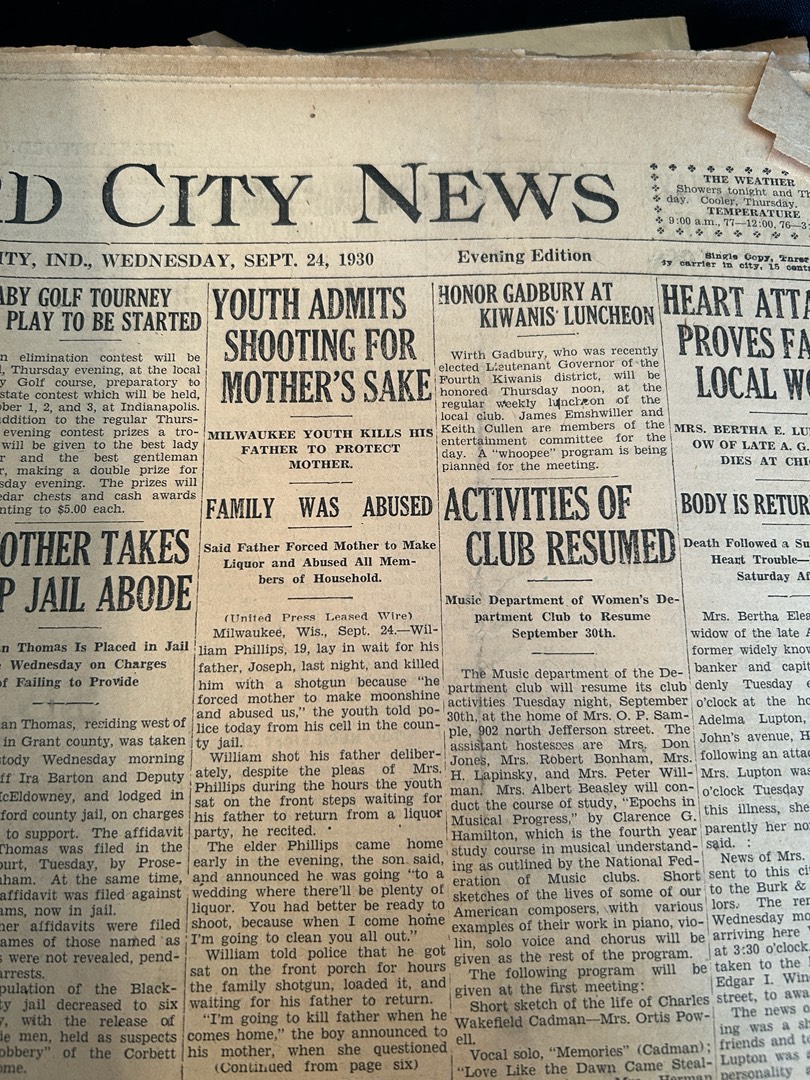 CITY NEWS
THE WEATHER
Showers tonight and
day. Cooler, Thursday.
TEMPERATURE
9:00 a.m., 77—12:00, 76—3:
ITY, IND., WEDNESDAY, SEPT. 24, 1930
Evening Edition
Single Copy,
carrier in city, 15
ABY GOLF TOURNEY
PLAY TO BE STARTED
n elimination contest will be
, Thursday evening, at the local
y Golf course, preparatory to
state contest which will be held,
ber 1, 2, and 3, at Indianapolis.
ddition to the regular Thurs-
evening contest prizes a tro-
will be given to the best lady
r and the best gentleman
r, making a double prize for
sday evening. The prizes will
edar chests and cash awards
nting to $5.00 each.
OTHER TAKES
P JAIL ABODE
n Thomas Is Placed in Jail
Wednesday on Charges
of Failing to Provide
an Thomas, residing west of
in Grant county, was taken
tody Wednesday morning
ff Ira Barton and Deputy
McEldowney, and lodged in
ford county jail, on charges
to support. The affidavit
Thomas was filed in the
ourt, Tuesday, by Prose-
nham. At the same time,
affidavit was filed against
ams, now in jail.
her affidavits were filed
ames of those named as
s were not revealed, pend-
arrests.
pulation of the Black-
ty jail decreased to six
y, with the release of
le men, held as suspects
obbery" of the Corbett
ome.
YOUTH ADMITS
SHOOTING FOR
MOTHER'S SAKE
MILWAUKEE YOUTH KILLS HIS
FATHER TO PROTECT
MOTHER.
FAMILY WAS ABUSED
Said Father Forced Mother to Make
Liquor and Abused All Mem-
bers of Household.
(United Press Leased Wire)
Milwaukee, Wis., Sept. 24.—Wil-
liam Phillips, 19, lay in wait for his
father, Joseph, last night, and killed
him with a shotgun because "he
forced mother to make moonshine
and abused us," the youth told po-
lice today from his cell in the coun-
ty jail.
William shot his father deliber-
ately, despite the pleas of Mrs.
Phillips during the hours the youth
sat on the front steps waiting for
his father to return from a liquor
party, he recited.
The elder Phillips came home
early in the evening, the son said,
and announced he was going "to a
wedding where there'll be plenty of
liquor. You had better be ready to
shoot, because when I come home
I'm going to clean you all out."
William told police that he got
sat on the front porch for hours
the family shotgun, loaded it, and
waiting for his father to return.
"I'm going to kill father when he
comes home," the boy announced to
his mother, when she questioned
(Continued from page six)
HONOR GADBURY AT
KIWANIS LUNCHEON
Wirth Gadbury, who was recently
elected Lieutenant Governor of the
Fourth Kiwanis district, will be
honored Thursday noon, at the
regular weekly luncheon of the
local club. James Emshwiller and
Keith Cullen are members of the
entertainment committee for the
day. A "whoopee" program is being
planned for the meeting.
ACTIVITIES OF
CLUB RESUMED
Music Department of Women's De-
partment Club to Resume
September 30th.
The Music department of the De-
partment club will resume its club
activities Tuesday night, September
30th, at the home of Mrs. O. P. Sam-
ple, 902 north Jefferson street. The
assistant hostesses are Mrs. Don
Jones, Mrs. Robert Bonham, Mrs.
H. Lapinsky, and Mrs. Peter Will-
man. Mrs. Albert Beasley will con-
duct the course of study, "Epochs in
Musical Progress," by Clarence G.
Hamilton, which is the fourth year
study course in musical understand-
ing as outlined by the National Fed-
eration of Music clubs. Short
sketches of the lives of some of our
American composers, with various
examples of their work in piano, vio-
lin, solo voice and chorus will be
given as the rest of the program.
The following program will be
given at the first meeting:
Short sketch of the life of Charles
Wakefield Cadman—Mrs. Ortis Pow-
ell.
Vocal solo, "Memories" (Cadman);
"Love Like the Dawn Came Steal-
HEART ATTA
PROVES FA
LOCAL WO
MRS. BERTHA E. LU
OW OF LATE A. G.
DIES AT CHI
BODY IS RETUR
Death Followed a Su
Heart Trouble—
Saturday Af
Mrs. Bertha Elea
widow of the late A
former widely know
banker and capit
denly Tuesday e
o'clock at the ho
Adelma Lupton,
John's avenue, H
following an attac
Mrs. Lupton was
o'clock Tuesday
this illness, she
parently her no
said.
News of Mrs.
sent to this ci
to the Burk &
lors. The rem
Wednesday mo
arriving here
at 3:30 o'clock,
taken to the
Edgar I. Win
street, to awa
The news o
ing was a s
friends and t
Lupton was
personality